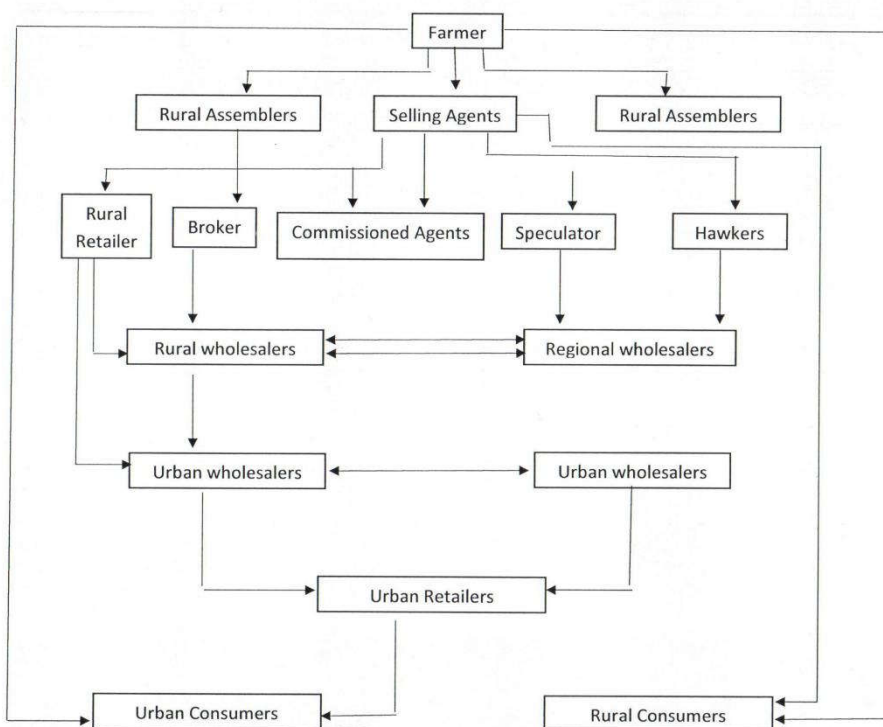 Farmer
Rural Assemblers
Selling Agents
Rural Assemblers
Rural
Retailer
Broker
Commissioned Agents
Speculator
Hawkers
Rural wholesalers
Regional wholesalers
Urban wholesalers
Urban wholesalers
Urban Retailers
Urban Consumers
Rural Consumers